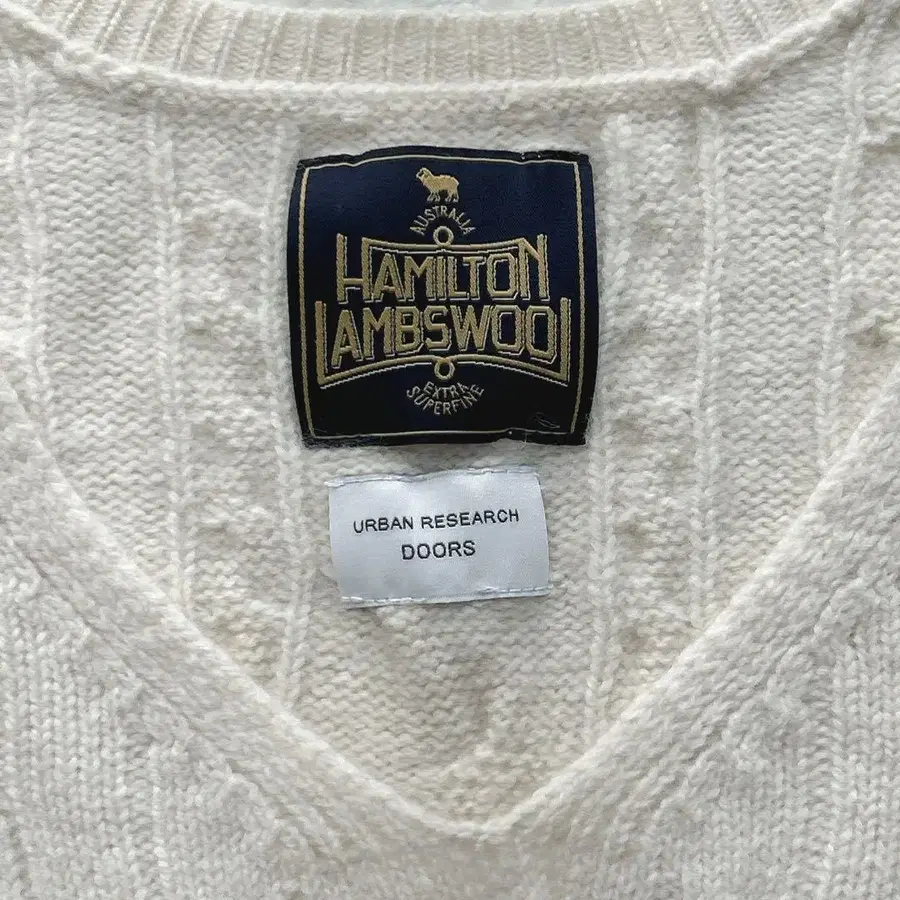 AUSTRALIA
HAMILTON
LAMBSWOOL
EXTRA
SUPERFINE
URBAN RESEARCH
DOORS